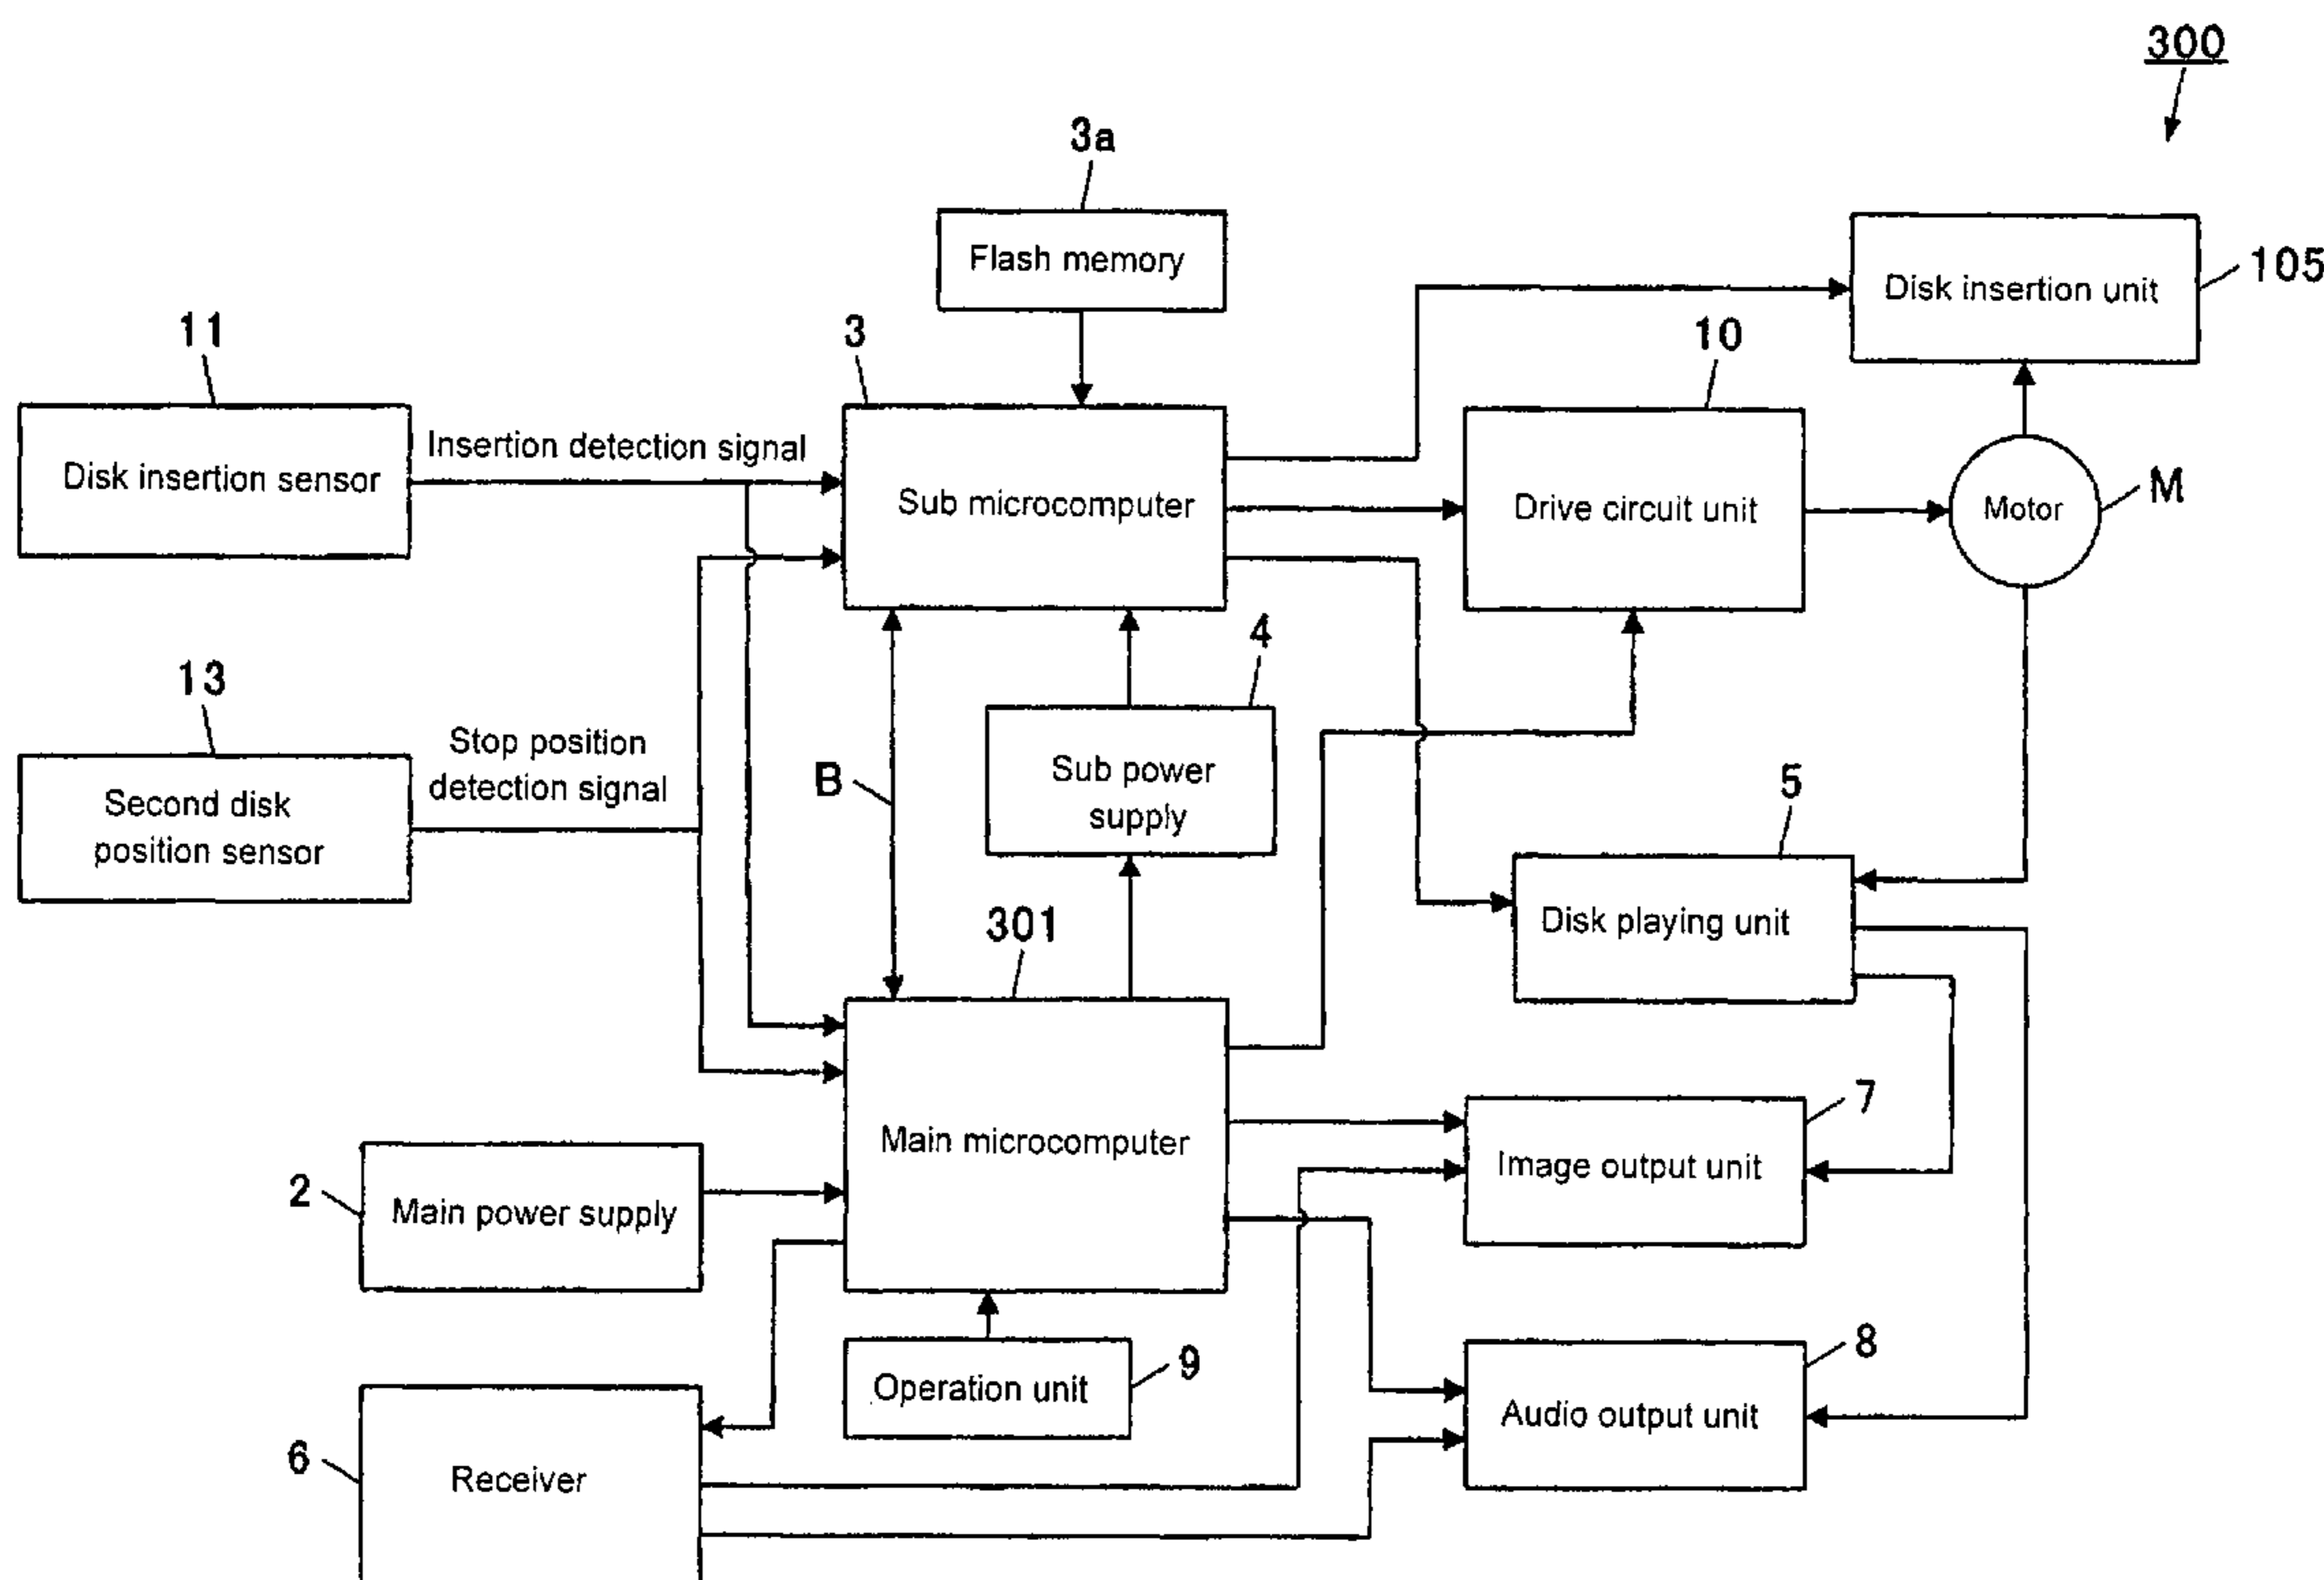 300
3a
Flash memory
Disk insertion unit
105
11
3
10
Disk insertion sensor
Insertion detection signal
Sub microcomputer
Drive circuit unit
Motor
M
13
4
Second disk
position sensor
Stop position
detection signal
B
Sub power
supply
5
Disk playing unit
301
Main microcomputer
7
Image output unit
2
Main power supply
Operation unit
9
8
Audio output unit
6
Receiver